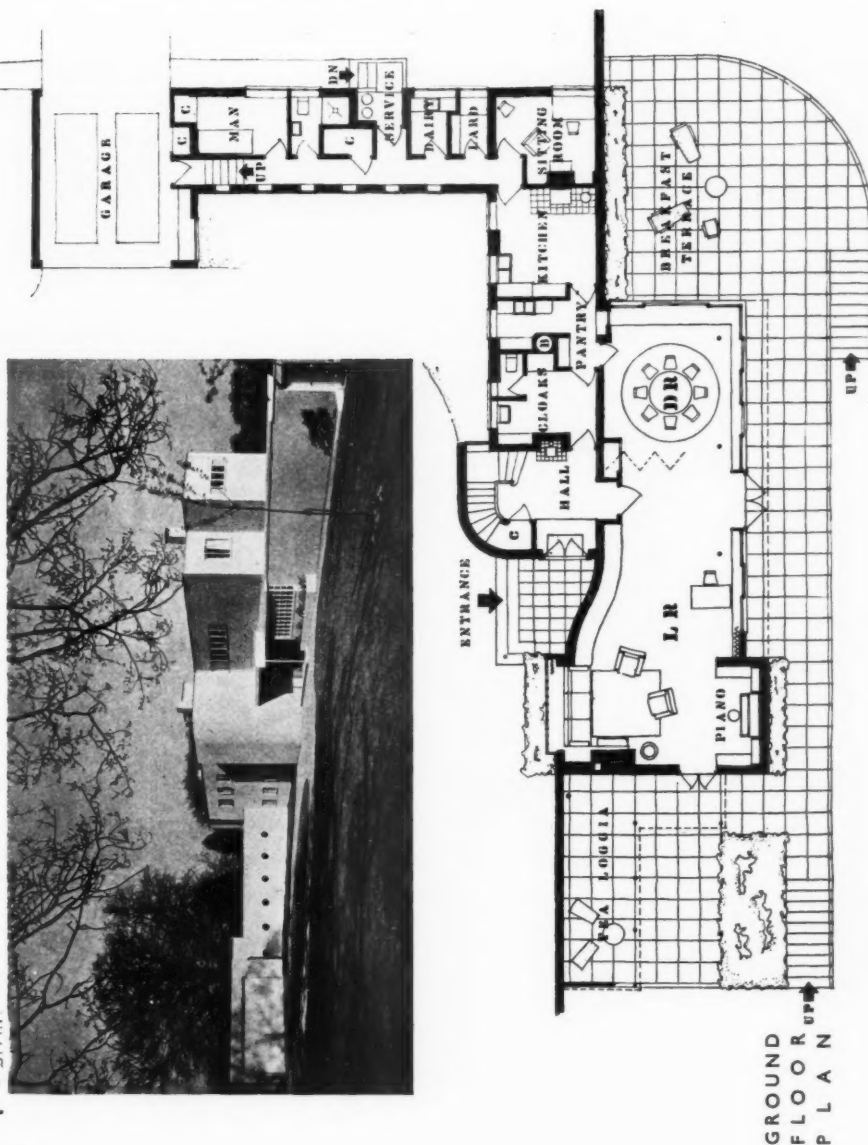 GARAGE
C
C
MAN
UP
C
DN
SERVICE
DAIRY
LARD
SITTING
ROOM
KITCHEN
PANTRY
B
CLOAKS
HALL
C
ENTRANCE
BREAKFAST
TERRACE
UP
DR
LR
PIANO
TEA LOGGIA
UP
GROUND
FLOOR
PLAN